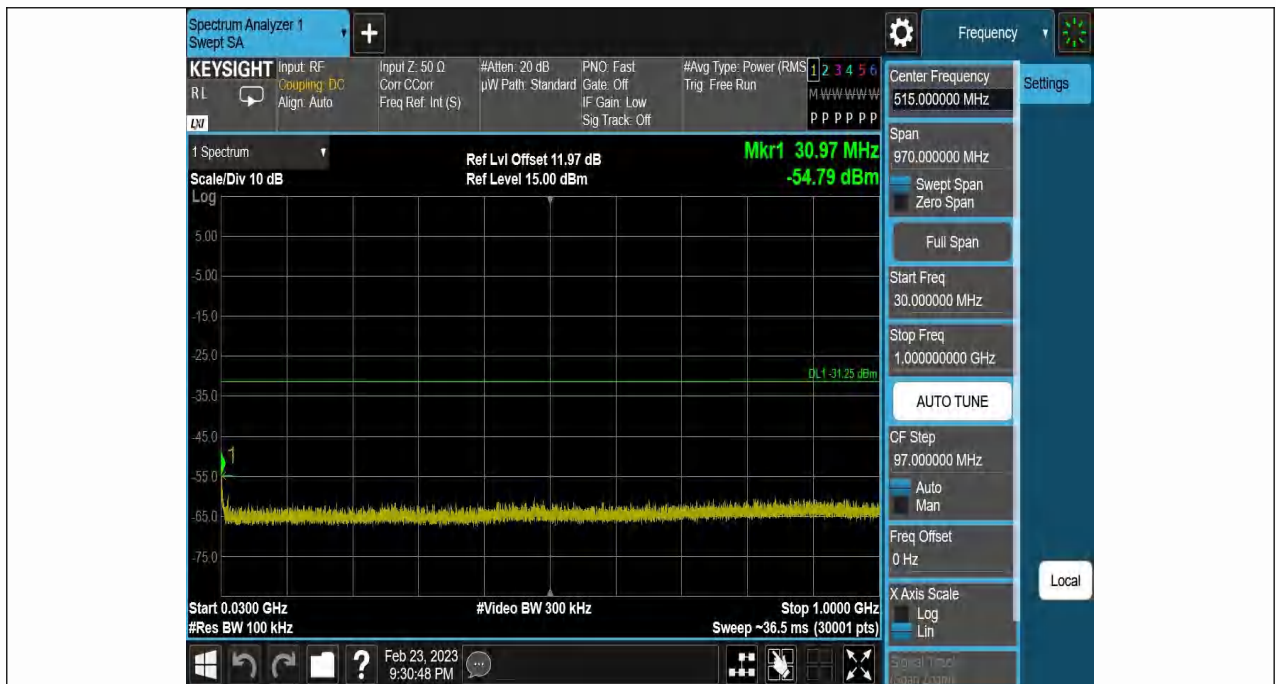 Spectrum Analyzer 1
Swept SA
+
Frequency
KEYSIGHT
RL
LXI
Input: RF
Coupling: DC
Align: Auto
Input Z: 50 Ω
Corr CCorr
Freq Ref: Int (S)
#Atten: 20 dB
µW Path: Standard
PNO: Fast
Gate: Off
IF Gain: Low
Sig Track: Off
#Avg Type: Power (RMS
Trig: Free Run
1 2 3 4 5 6
M W W W W W
P P P P P P
Center Frequency
515.000000 MHz
Settings
1 Spectrum
Scale/Div 10 dB
Log
Ref Lvl Offset 11.97 dB
Ref Level 15.00 dBm
Mkr1 30.97 MHz
-54.79 dBm
Span
970.000000 MHz
Swept Span
Zero Span
Full Span
Start Freq
30.000000 MHz
Stop Freq
1.000000000 GHz
AUTO TUNE
CF Step
97.000000 MHz
Auto
Man
Freq Offset
0 Hz
X Axis Scale
Log
Lin
Signal Track
(Span Zoom)
Local
5.00
-5.00
-15.0
-25.0
DL1 -31.25 dBm
-35.0
-45.0
1
-55.0
-65.0
-75.0
Start 0.0300 GHz
#Res BW 100 kHz
#Video BW 300 kHz
Stop 1.0000 GHz
Sweep ~36.5 ms (30001 pts)
?
Feb 23, 2023
9:30:48 PM